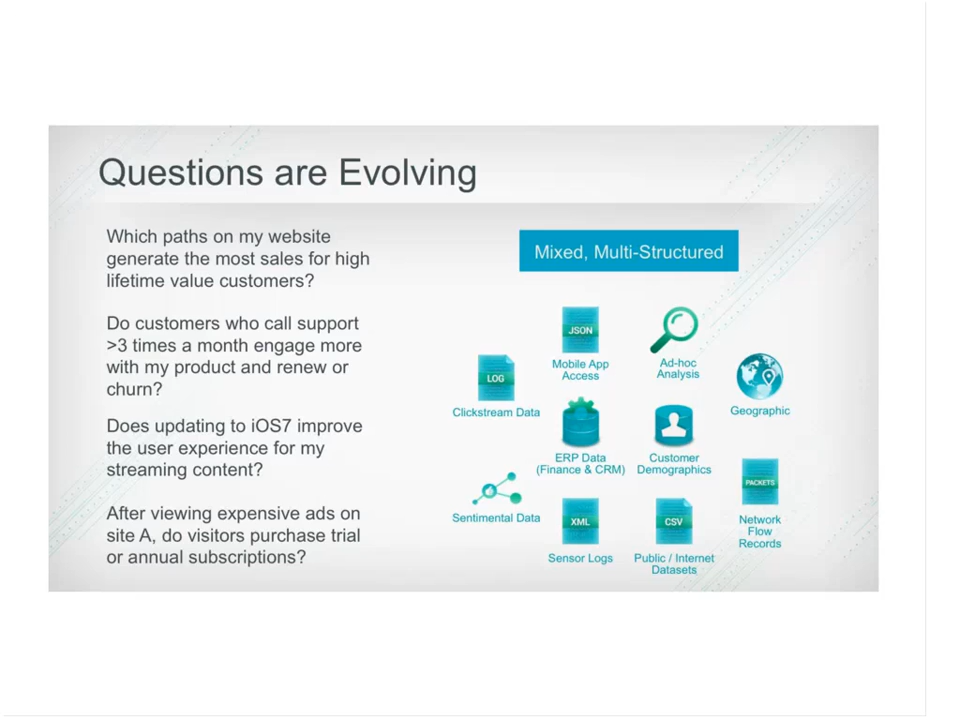 Questions are Evolving
Which paths on my website
generate the most sales for high
lifetime value customers?
Do customers who call support
>3 times a month engage more
with my product and renew or
churn?
Does updating to iOS7 improve
the user experience for my
streaming content?
After viewing expensive ads on
site A, do visitors purchase trial
or annual subscriptions?
Mixed, Multi-Structured
JSON
Mobile App
Access
Ad-hoc
Analysis
LOG
Clickstream Data
Geographic
ERP Data
(Finance & CRM)
Customer
Demographics
Sentimental Data
PACKETS
Network
Flow
Records
XML
Sensor Logs
CSV
Public / Internet
Datasets